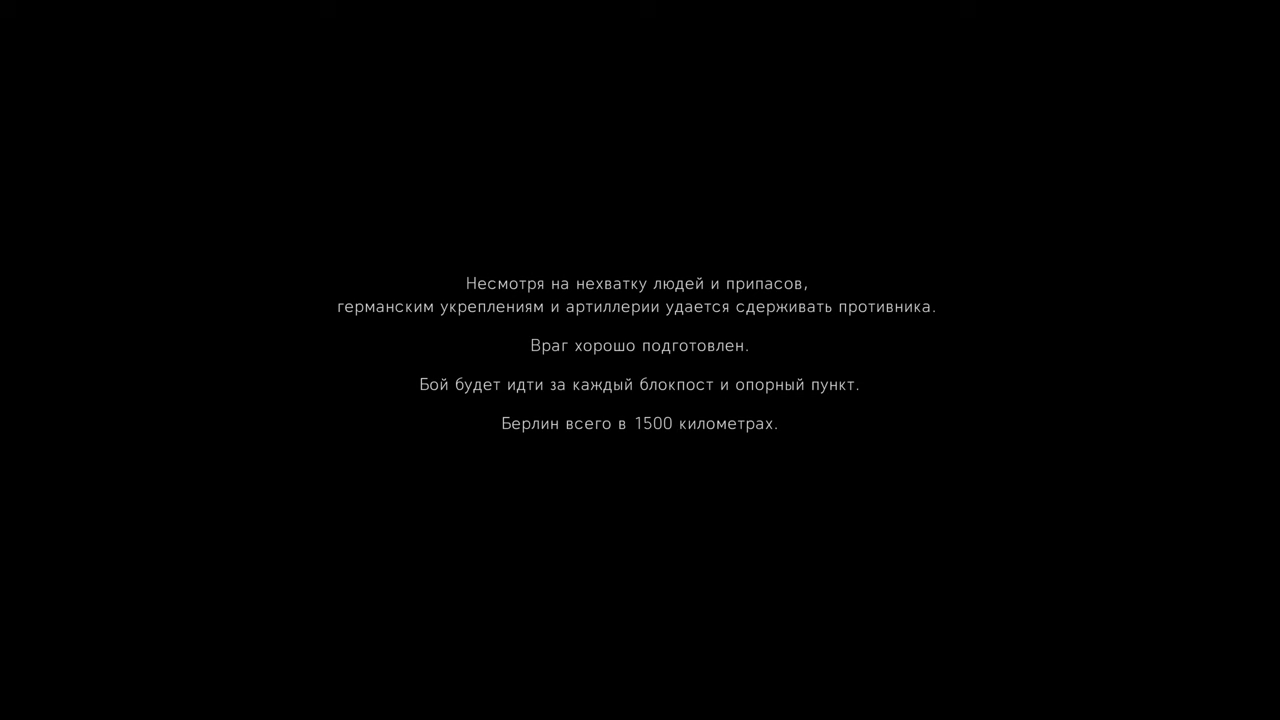 Несмотря на нехватку людей и припасов,
германским укреплениям и артиллерии удается сдерживать противника.
Враг хорошо подготовлен.
Бой будет идти за каждый блокпост и опорный пункт.
Берлин всего в 1500 километрах.